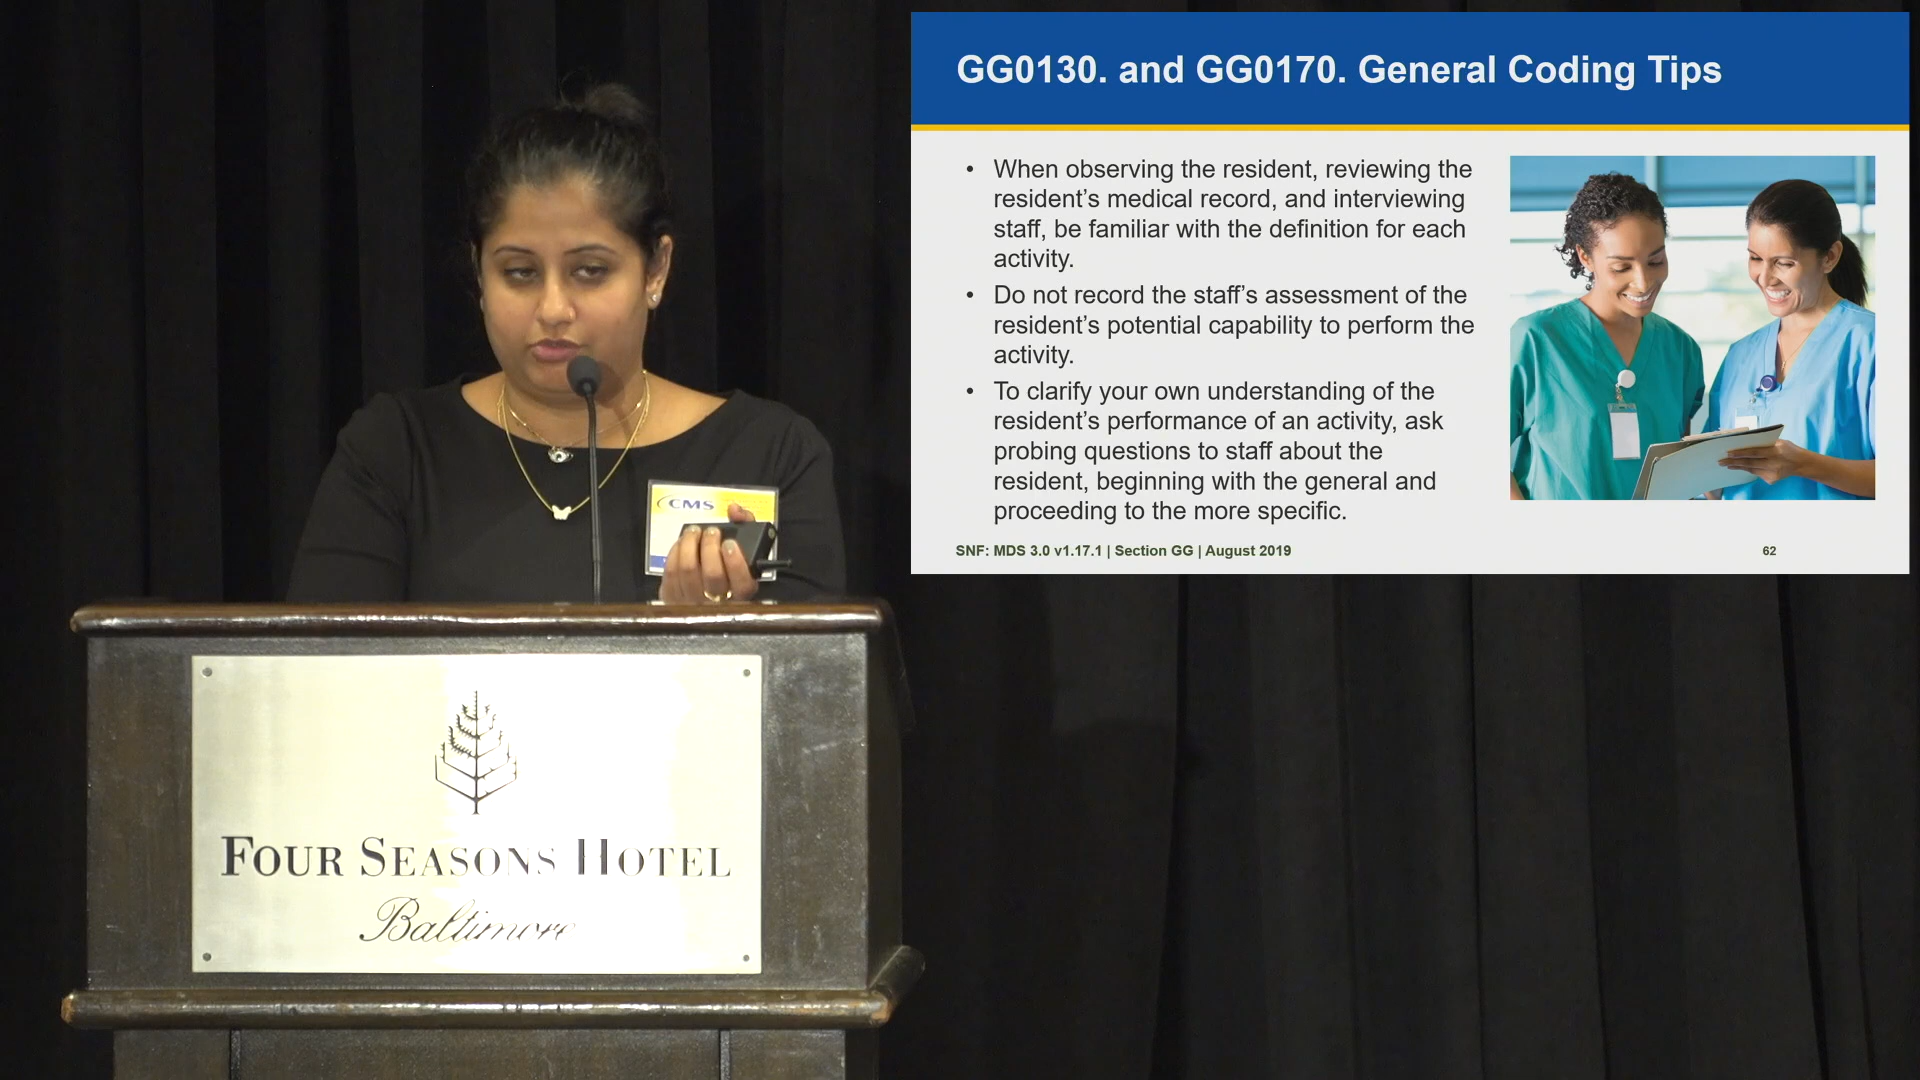 GG0130. and GG0170. General Coding Tips
• When observing the resident, reviewing the
resident’s medical record, and interviewing
staff, be familiar with the definition for each
activity.
• Do not record the staff’s assessment of the
resident’s potential capability to perform the
activity.
• To clarify your own understanding of the
resident’s performance of an activity, ask
probing questions to staff about the
resident, beginning with the general and
proceeding to the more specific.
SNF: MDS 3.0 v1.17.1 | Section GG | August 2019
62
CMS
FOUR SEASONS HOTEL
Baltimore